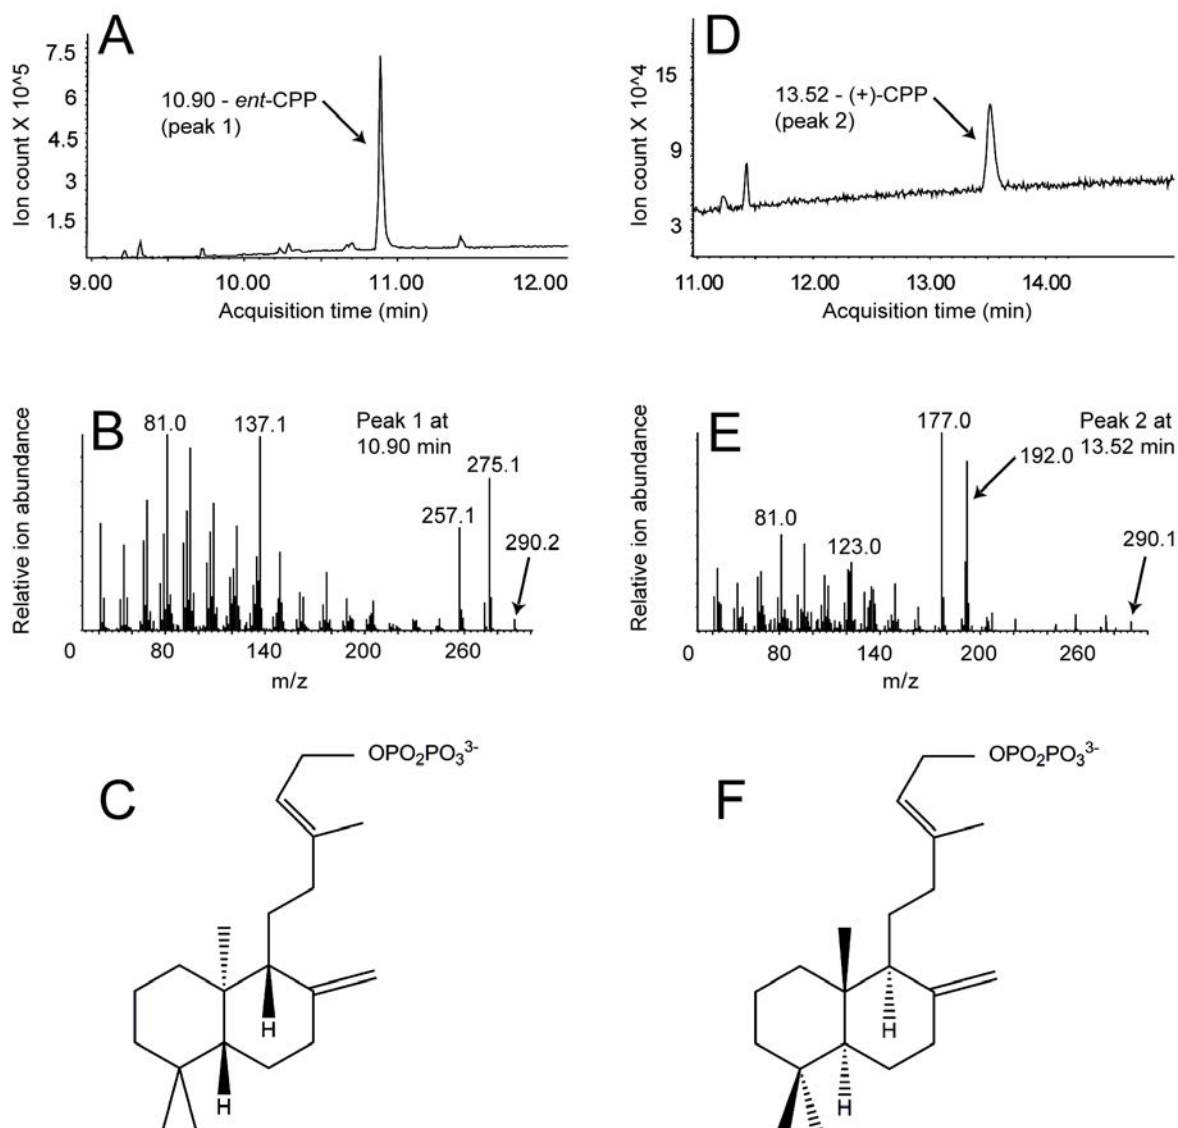 A
Ion count X 10^5
7.5
6
4.5
3
1.5
10.90 - ent-CPP
(peak 1)
9.00 10.00 11.00 12.00
Acquisition time (min)
D
Ion count X 10^4
15
9
3
13.52 - (+)-CPP
(peak 2)
11.00 12.00 13.00 14.00
Acquisition time (min)
B
Relative ion abundance
81.0
137.1
Peak 1 at
10.90 min
275.1
257.1
290.2
0 80 140 200 260
m/z
E
Relative ion abundance
177.0
Peak 2 at
13.52 min
192.0
81.0
123.0
290.1
0 80 140 200 260
m/z
C
OPO₂PO₃³⁻
H
H
F
OPO₂PO₃³⁻
H
H